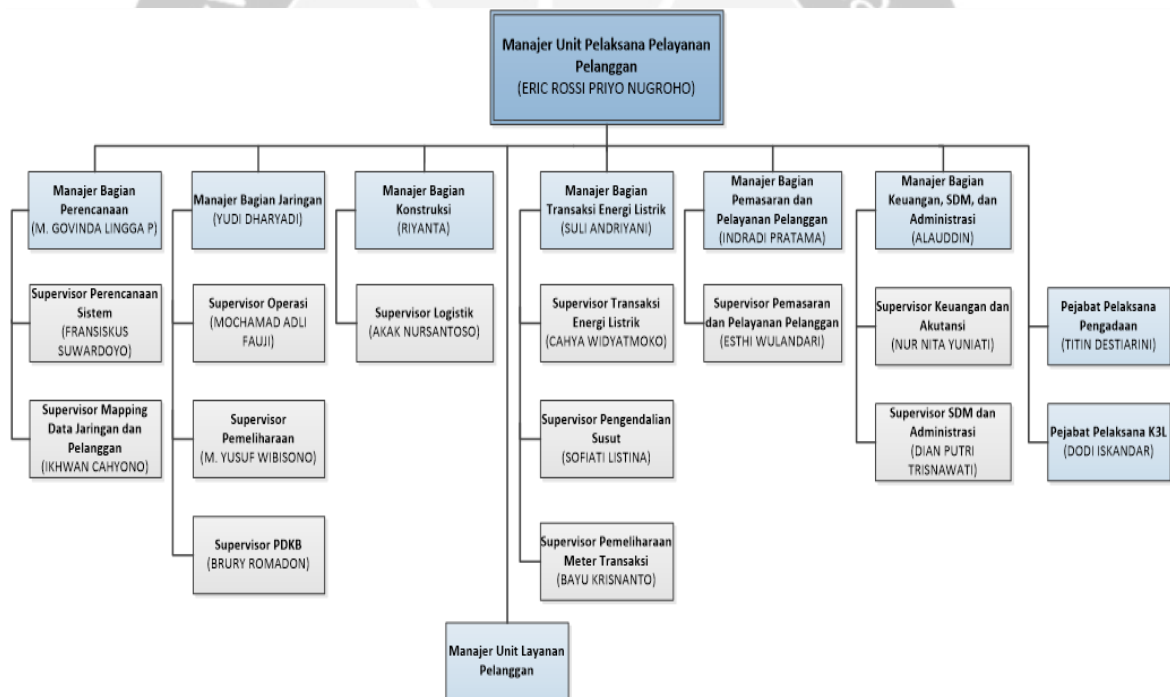 Manajer Unit Pelaksana Pelayanan
Pelanggan
(ERIC ROSSI PRIYO NUGROHO)
Manajer Bagian
Perencanaan
(M. GOVINDA LINGGA P)
Manajer Bagian Jaringan
(YUDI DHARYADI)
Manajer Bagian
Konstruksi
(RIYANTA)
Manajer Bagian
Transaksi Energi Listrik
(SULI ANDRIYANI)
Manajer Bagian
Pemasaran dan
Pelayanan Pelanggan
(INDRADI PRATAMA)
Manajer Bagian
Keuangan, SDM, dan
Administrasi
(ALAUDDIN)
Supervisor Perencanaan
Sistem
(FRANSISKUS
SUWARDOYO)
Supervisor Operasi
(MOCHAMAD ADLI
FAUJI)
Supervisor Logistik
(AKAK NURSANTOSO)
Supervisor Transaksi
Energi Listrik
(CAHYA WIDYATMOKO)
Supervisor Pemasaran
dan Pelayanan Pelanggan
(ESTHI WULANDARI)
Supervisor Keuangan dan
Akutansi
(NUR NITA YUNIATI)
Pejabat Pelaksana
Pengadaan
(TITIN DESTIARINI)
Supervisor Mapping
Data Jaringan dan
Pelanggan
(IKHWAN CAHYONO)
Supervisor
Pemeliharaan
(M. YUSUF WIBISONO)
Supervisor Pengendalian
Susut
(SOFIATI LISTINA)
Supervisor SDM dan
Administrasi
(DIAN PUTRI
TRISNAWATI)
Pejabat Pelaksana K3L
(DODI ISKANDAR)
Supervisor PDKB
(BRURY ROMADON)
Supervisor Pemeliharaan
Meter Transaksi
(BAYU KRISNANTO)
Manajer Unit Layanan
Pelanggan